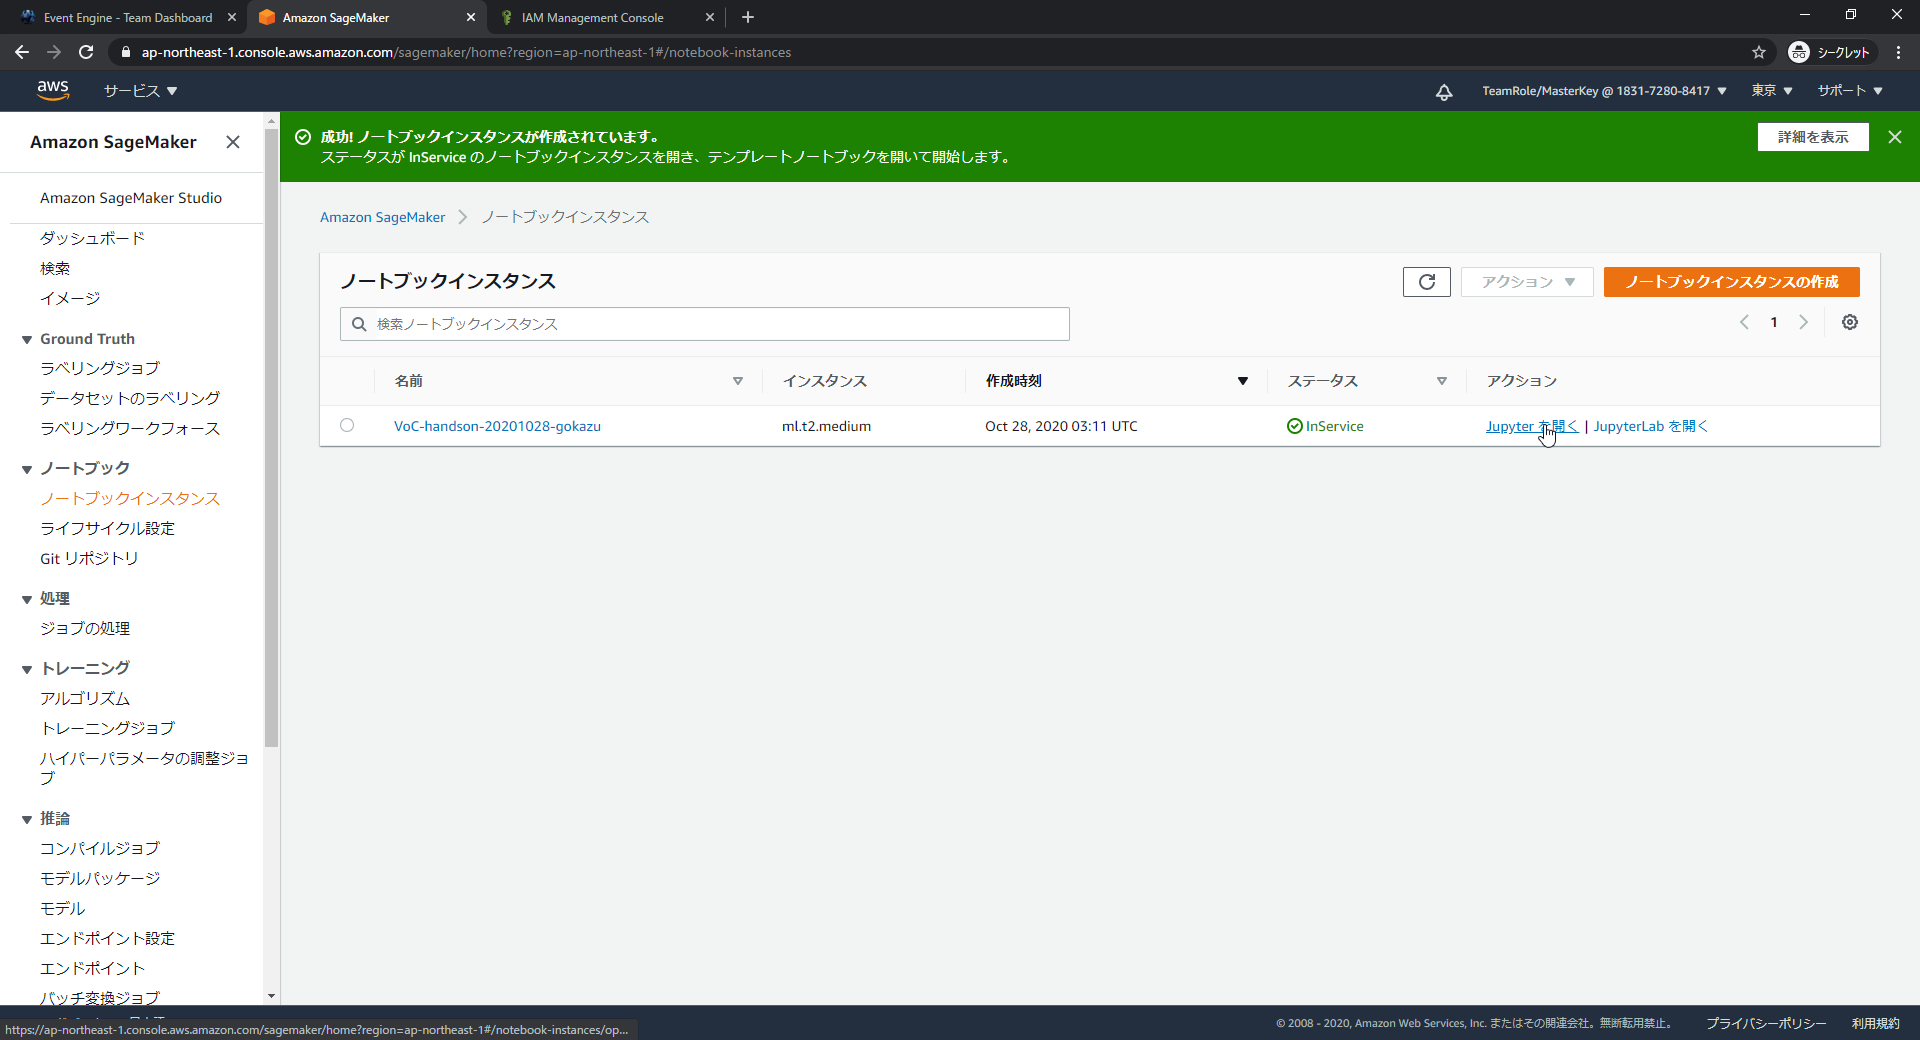 Event Engine - Team Dashboard
Amazon SageMaker
IAM Management Console
ap-northeast-1.console.aws.amazon.com/sagemaker/home?region=ap-northeast-1#/notebook-instances
シークレット
aws
サービス
TeamRole/MasterKey @ 1831-7280-8417
東京
サポート
Amazon SageMaker
Amazon SageMaker Studio
ダッシュボード
検索
イメージ
Ground Truth
ラベリングジョブ
データセットのラベリング
ラベリングワークフォース
ノートブック
ノートブックインスタンス
ライフサイクル設定
Git リポジトリ
処理
ジョブの処理
トレーニング
アルゴリズム
トレーニングジョブ
ハイパーパラメータの調整ジョ
ブ
推論
コンパイルジョブ
モデルパッケージ
モデル
エンドポイント設定
エンドポイント
バッチ変換ジョブ
成功! ノートブックインスタンスが作成されています。
ステータスが InService のノートブックインスタンスを開き、テンプレートノートブックを開いて開始します。
詳細を表示
Amazon SageMaker
ノートブックインスタンス
ノートブックインスタンス
アクション
ノートブックインスタンスの作成
検索ノートブックインスタンス
1
名前 インスタンス 作成時刻 ステータス アクション
VoC-handson-20201028-gokazu ml.t2.medium Oct 28, 2020 03:11 UTC InService Jupyter を開く | JupyterLab を開く
https://ap-northeast-1.console.aws.amazon.com/sagemaker/home?region=ap-northeast-1#/notebook-instances/op...
© 2008 - 2020, Amazon Web Services, Inc. またはその関連会社。無断転用禁止。
プライバシーポリシー
利用規約